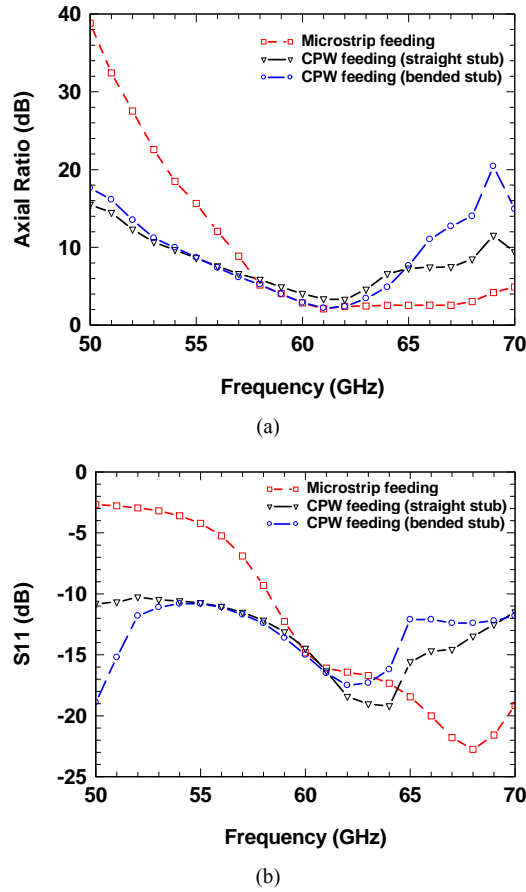 40
30
20
10
0
Axial Ratio (dB)
Microstrip feeding
CPW feeding (straight stub)
CPW feeding (bended stub)
50 55 60 65 70
Frequency (GHz)
(a)
0
-5
-10
-15
-20
-25
S11 (dB)
Microstrip feeding
CPW feeding (straight stub)
CPW feeding (bended stub)
50 55 60 65 70
Frequency (GHz)
(b)